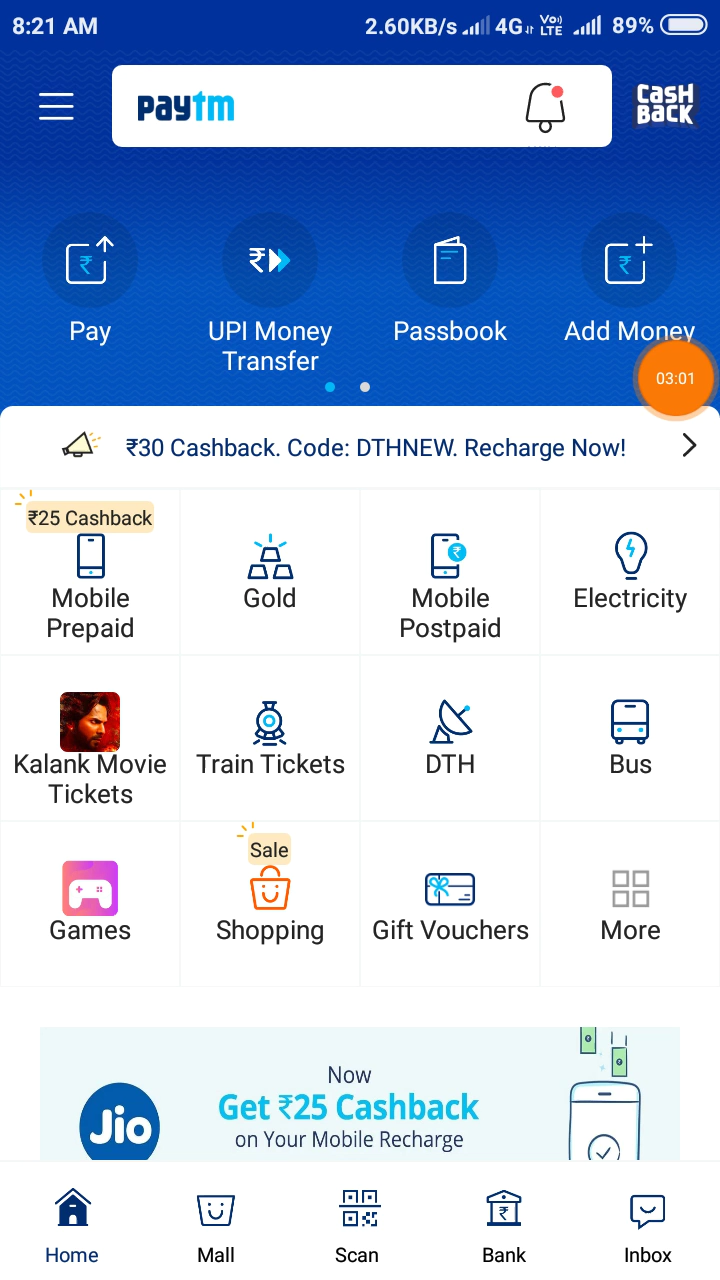 8:21 AM 2.60KB/s 4G VoLTE 89%
paytm
CASH
BACK
Pay
UPI Money
Transfer
Passbook
Add Money
03:01
₹30 Cashback. Code: DTHNEW. Recharge Now!
₹25 Cashback
Mobile
Prepaid
Gold
Mobile
Postpaid
Electricity
Kalank Movie
Tickets
Train Tickets
DTH
Bus
Games
Sale
Shopping
Gift Vouchers
More
Jio
Now
Get ₹25 Cashback
on Your Mobile Recharge
Home
Mall
Scan
Bank
Inbox